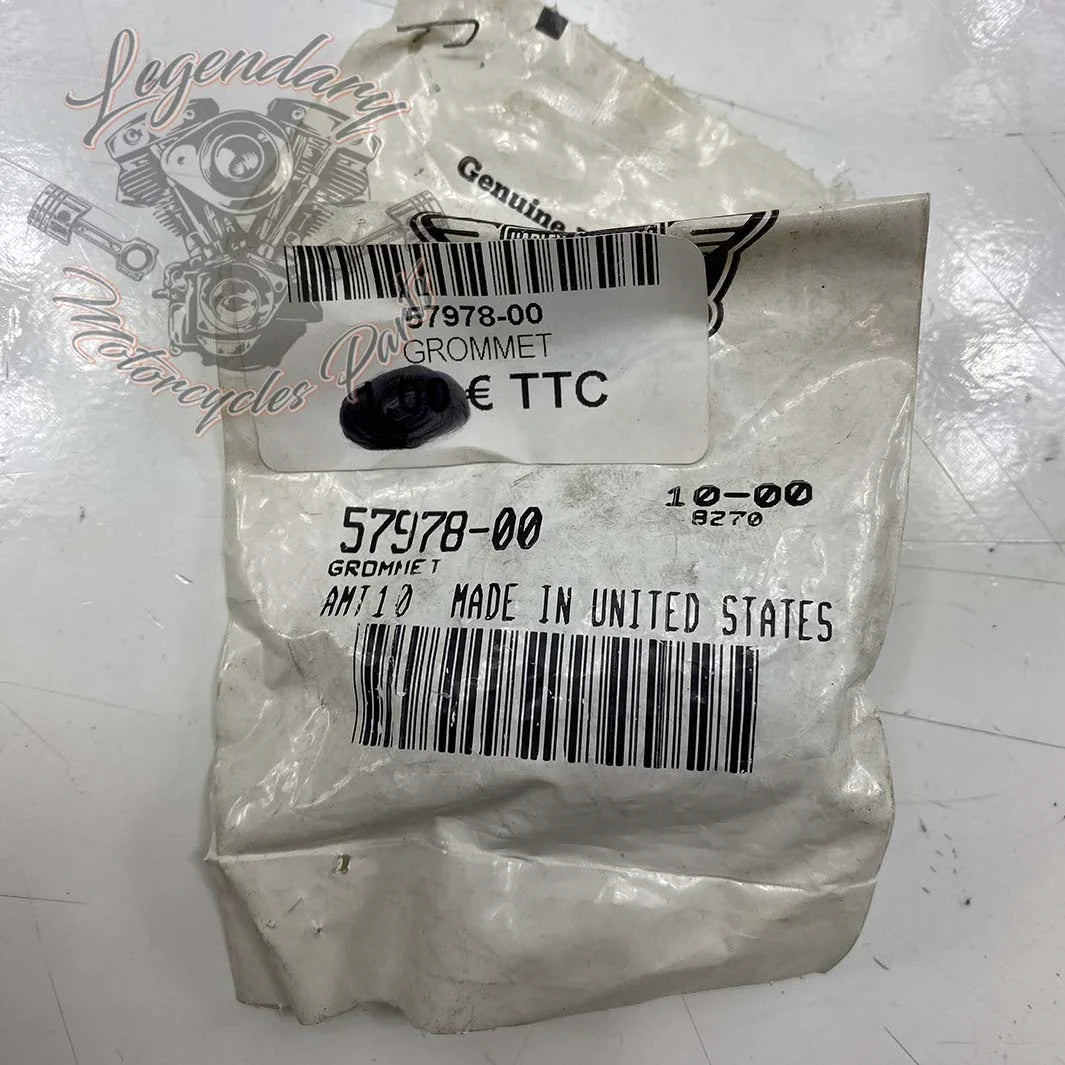 Legendary
Motorcycles Parts
Genuine
HARLEY
57978-00
GROMMET
€ TTC
10-00
8270
57978-00
GROMMET
AMT10 MADE IN UNITED STATES